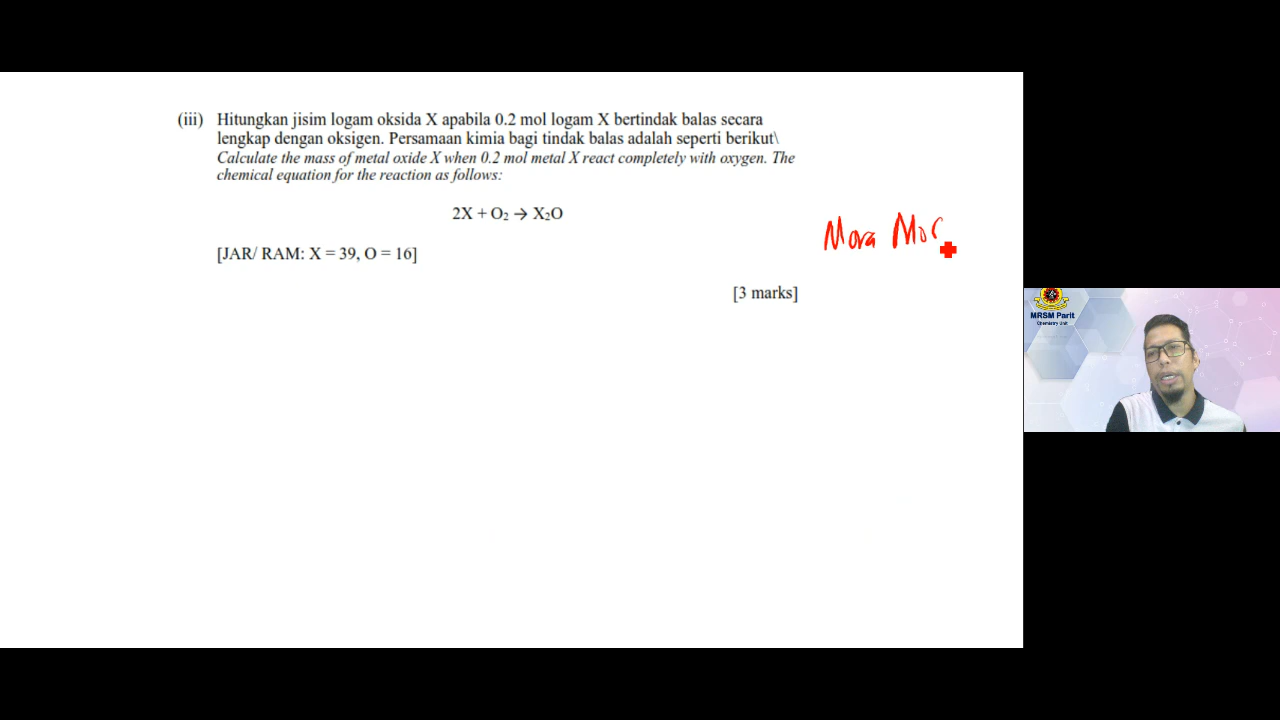 (iii) Hitungkan jisim logam oksida X apabila 0.2 mol logam X bertindak balas secara
lengkap dengan oksigen. Persamaan kimia bagi tindak balas adalah seperti berikut\
Calculate the mass of metal oxide X when 0.2 mol metal X react completely with oxygen. The
chemical equation for the reaction as follows:
2X + O₂ → X₂O
[JAR/ RAM: X = 39, O = 16]
[3 marks]
MRSM Parit
Chemistry Unit